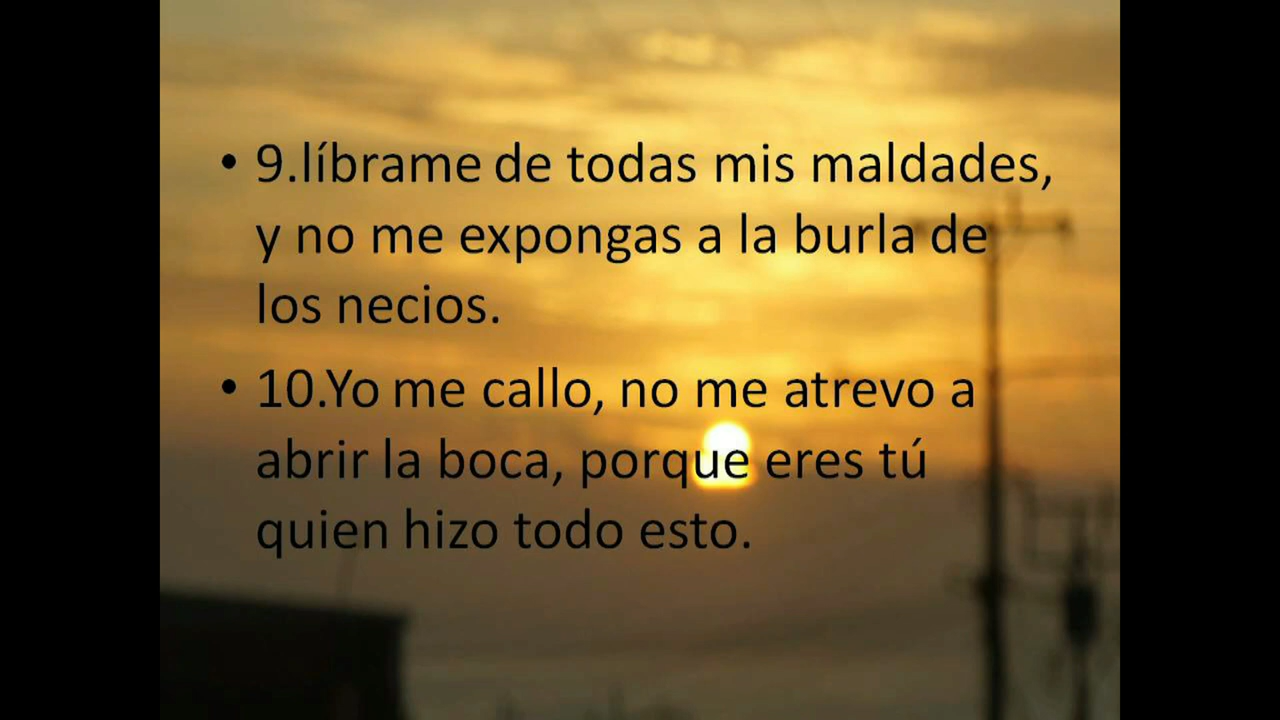 • 9.líbrame de todas mis maldades,
y no me expongas a la burla de
los necios.
• 10.Yo me callo, no me atrevo a
abrir la boca, porque eres tú
quien hizo todo esto.